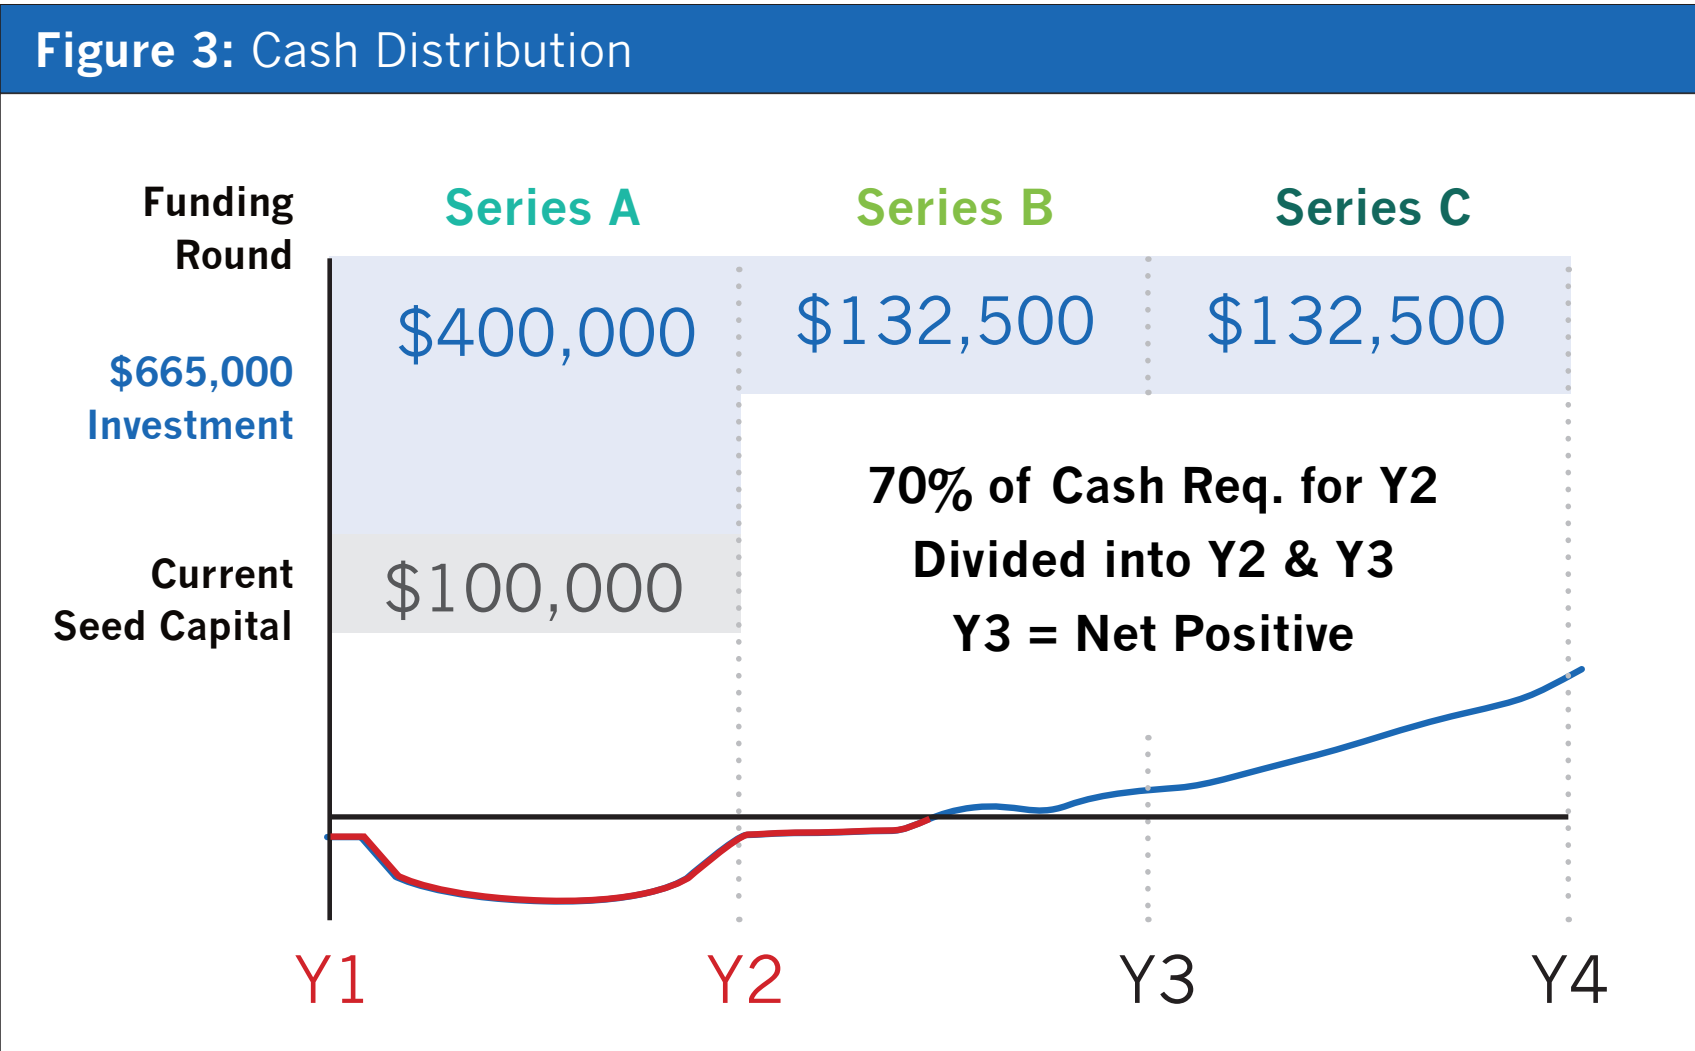 Figure 3: Cash Distribution
Funding
Round
Series A
Series B
Series C
$400,000
$132,500
$132,500
$665,000
Investment
70% of Cash Req. for Y2
Divided into Y2 & Y3
Y3 = Net Positive
Current
Seed Capital
$100,000
Y1
Y2
Y3
Y4